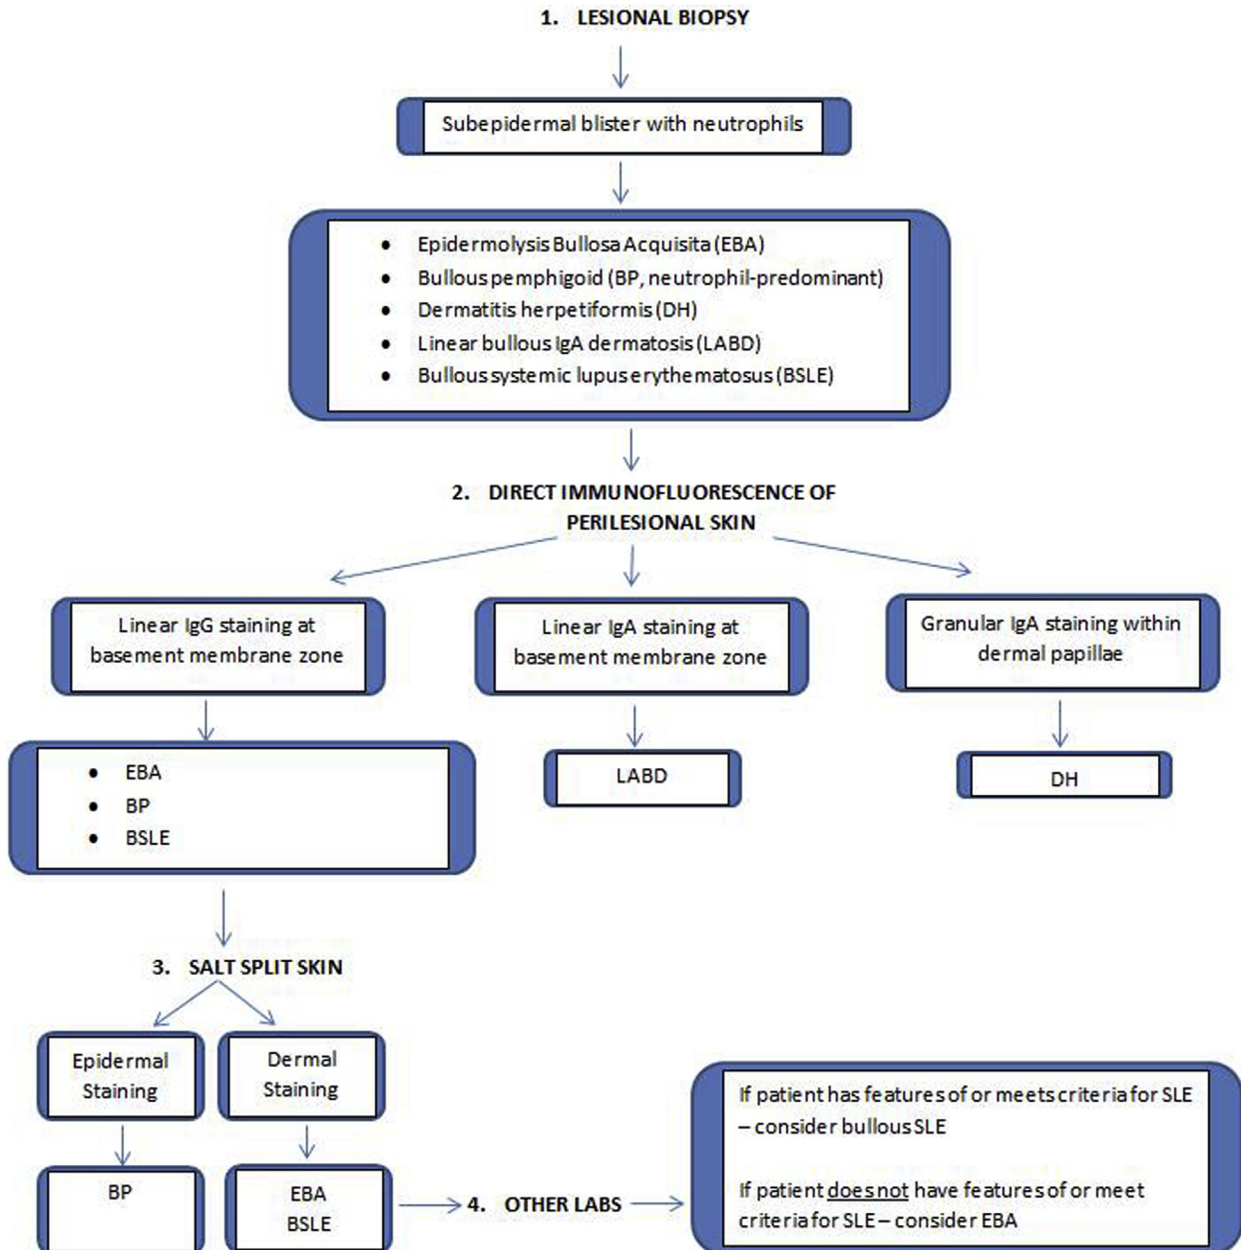 1. LESIONAL BIOPSY
Subepidermal blister with neutrophils
• Epidermolysis Bullosa Acquisita (EBA)
• Bullous pemphigoid (BP, neutrophil-predominant)
• Dermatitis herpetiformis (DH)
• Linear bullous IgA dermatosis (LABD)
• Bullous systemic lupus erythematosus (BSLE)
2. DIRECT IMMUNOFLUORESCENCE OF
PERILESIONAL SKIN
Linear IgG staining at
basement membrane zone
Linear IgA staining at
basement membrane zone
Granular IgA staining within
dermal papillae
• EBA
• BP
• BSLE
LABD
DH
3. SALT SPLIT SKIN
Epidermal
Staining
Dermal
Staining
BP
EBA
BSLE
4. OTHER LABS
If patient has features of or meets criteria for SLE
– consider bullous SLE
If patient does not have features of or meet
criteria for SLE – consider EBA